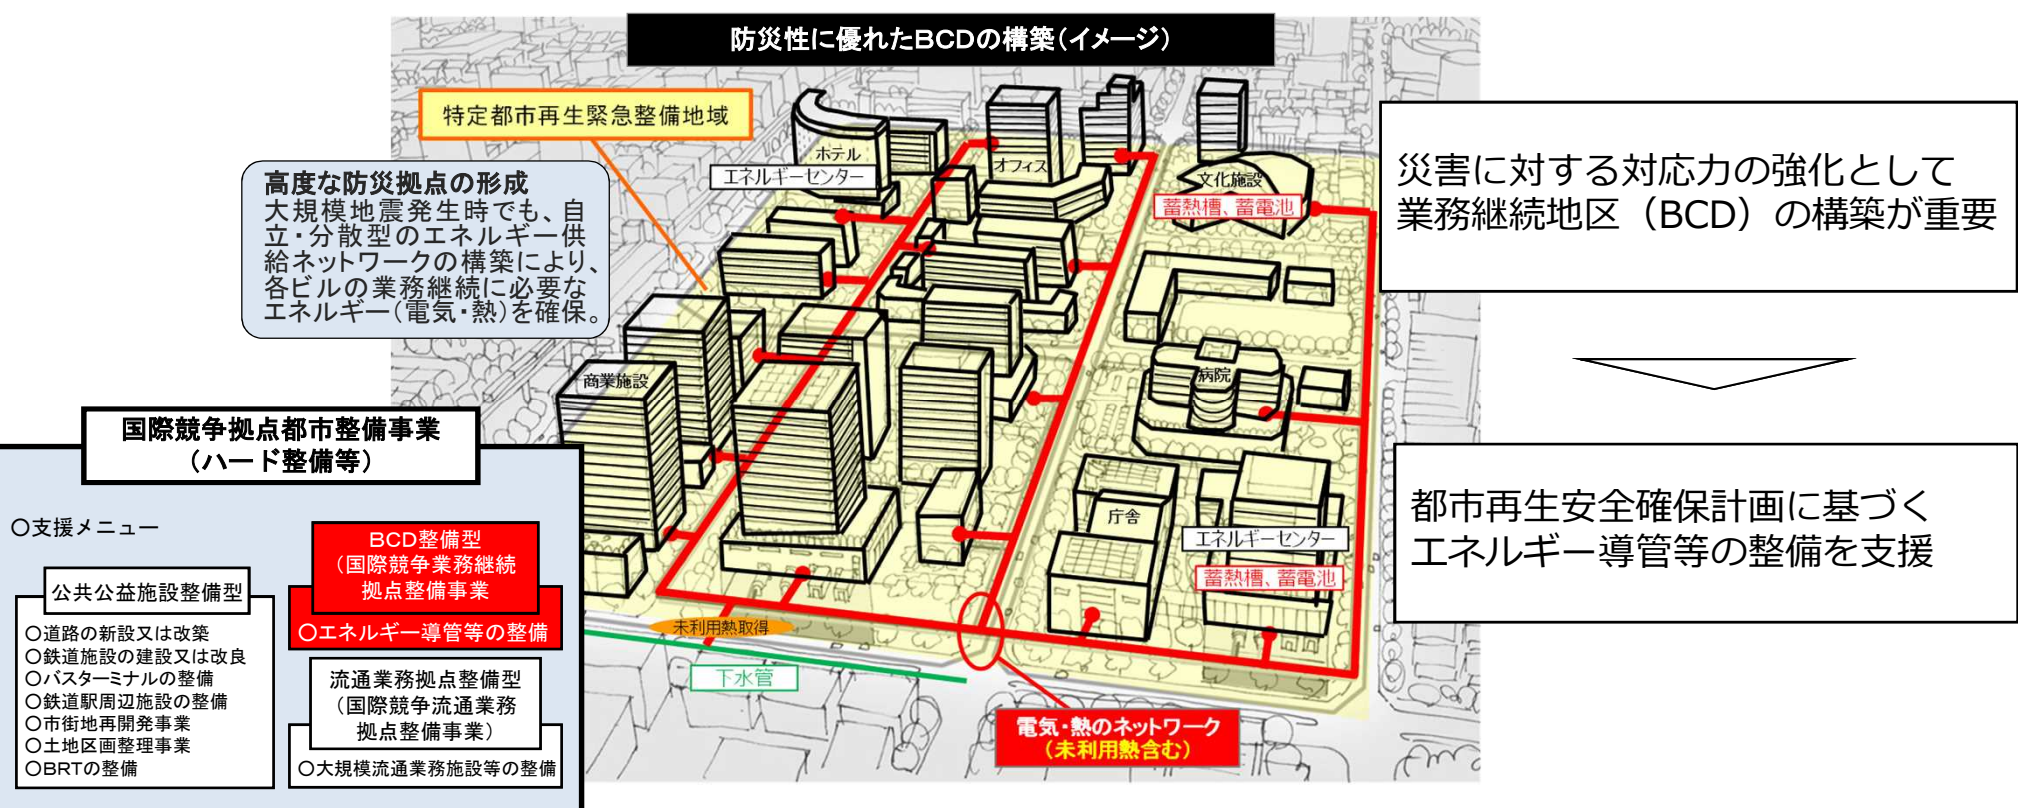 防災性に優れたBCDの構築（イメージ）
特定都市再生緊急整備地域
高度な防災拠点の形成
大規模地震発生時でも、自
立・分散型のエネルギー供
給ネットワークの構築により、
各ビルの業務継続に必要な
エネルギー（電気・熱）を確保。
ホテル
エネルギーセンター
オフィス
文化施設
蓄熱槽、蓄電池
商業施設
病院
庁舎
エネルギーセンター
蓄熱槽、蓄電池
未利用熱取得
下水管
電気・熱のネットワーク
（未利用熱含む）
国際競争拠点都市整備事業
（ハード整備等）
○支援メニュー
公共公益施設整備型
○道路の新設又は改築
○鉄道施設の建設又は改良
○バスターミナルの整備
○鉄道駅周辺施設の整備
○市街地再開発事業
○土地区画整理事業
○BRTの整備
BCD整備型
（国際競争業務継続
拠点整備事業
○エネルギー導管等の整備
流通業務拠点整備型
（国際競争流通業務
拠点整備事業）
○大規模流通業務施設等の整備
災害に対する対応力の強化として
業務継続地区（BCD）の構築が重要
都市再生安全確保計画に基づく
エネルギー導管等の整備を支援